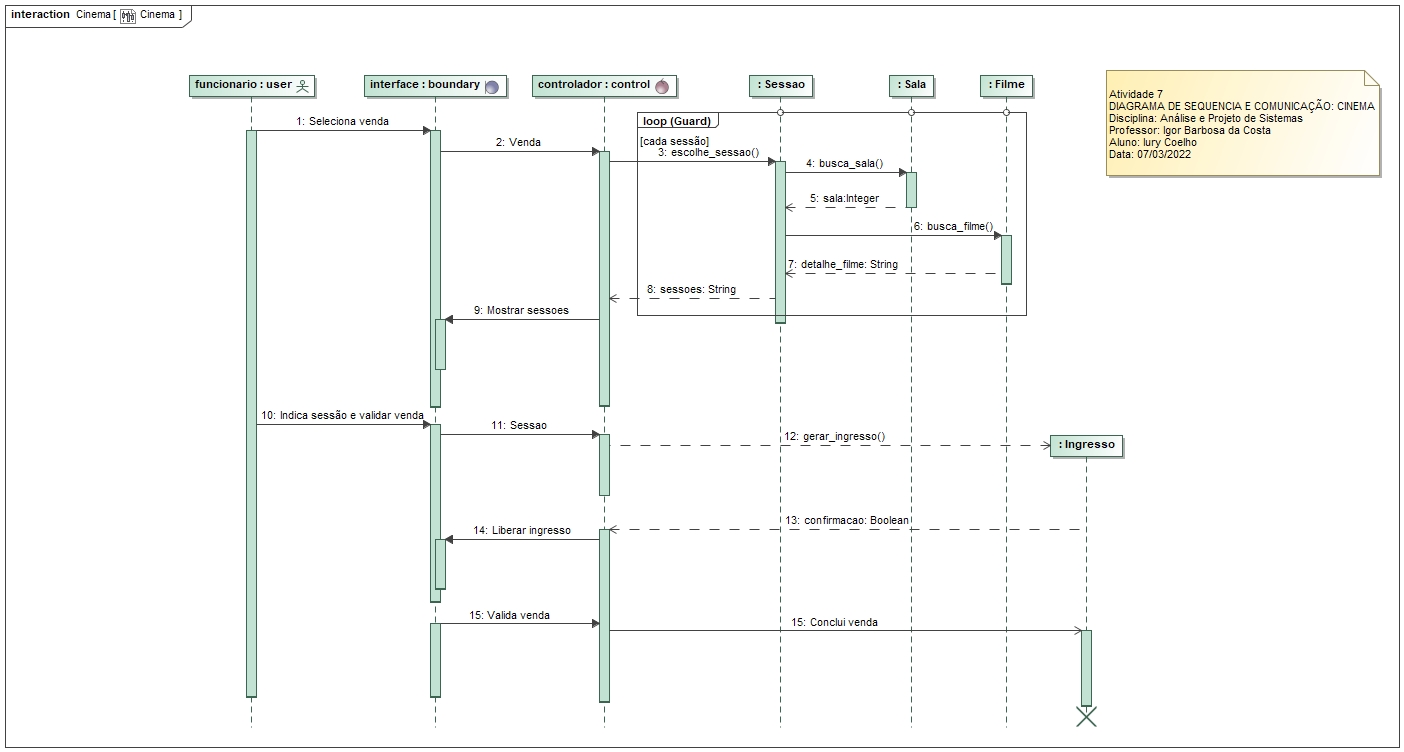 interaction Cinema [ Cinema ]
funcionario : user
interface : boundary
controlador : control
: Sessao
: Sala
: Filme
Atividade 7
DIAGRAMA DE SEQUENCIA E COMUNICAÇÃO: CINEMA
Disciplina: Análise e Projeto de Sistemas
Professor: Igor Barbosa da Costa
Aluno: Iury Coelho
Data: 07/03/2022
loop (Guard)
[cada sessão]
1: Seleciona venda
2: Venda
3: escolhe_sessao()
4: busca_sala()
5: sala:Integer
6: busca_filme()
7: detalhe_filme: String
8: sessoes: String
9: Mostrar sessoes
10: Indica sessão e validar venda
11: Sessao
12: gerar_ingresso()
: Ingresso
13: confirmacao: Boolean
14: Liberar ingresso
15: Valida venda
15: Conclui venda